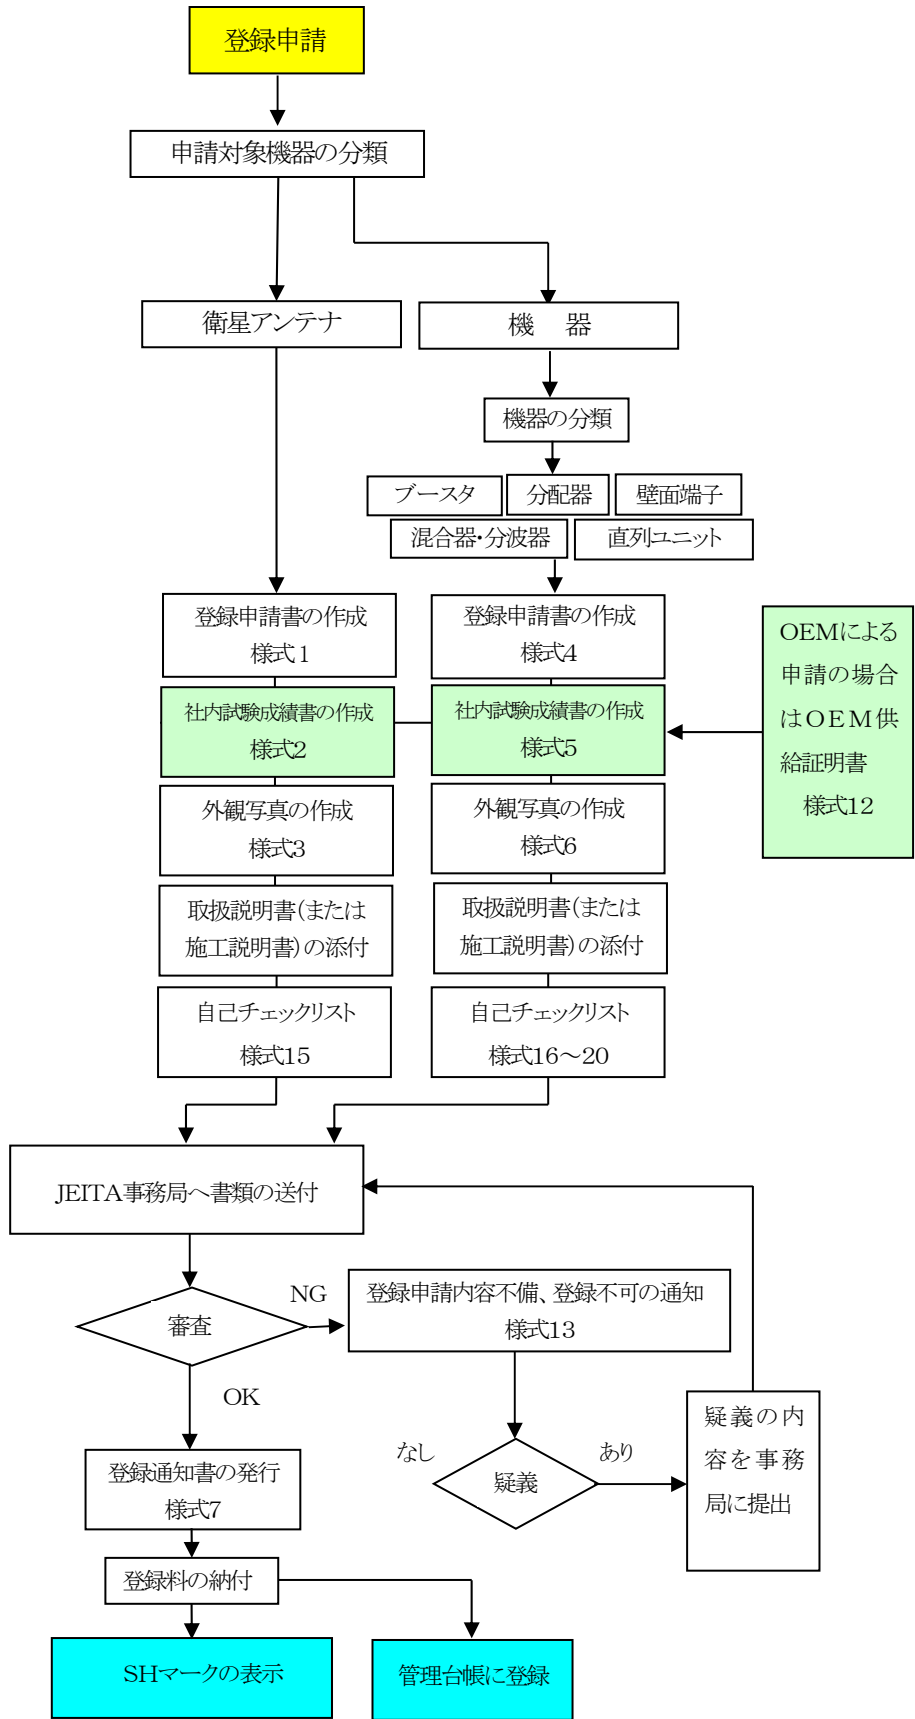 登録申請
申請対象機器の分類
衛星アンテナ
機　器
機器の分類
ブースタ
分配器
壁面端子
混合器・分波器
直列ユニット
登録申請書の作成
様式1
登録申請書の作成
様式4
OEMによる
申請の場合
はOEM供
給証明書
様式12
社内試験成績書の作成
様式2
社内試験成績書の作成
様式5
外観写真の作成
様式3
外観写真の作成
様式6
取扱説明書(または
施工説明書)の添付
取扱説明書(または
施工説明書)の添付
自己チェックリスト
様式15
自己チェックリスト
様式16～20
JEITA事務局へ書類の送付
審査
NG
登録申請内容不備、登録不可の通知
様式13
OK
なし
疑義
あり
疑義の内
容を事務
局に提出
登録通知書の発行
様式7
登録料の納付
SHマークの表示
管理台帳に登録